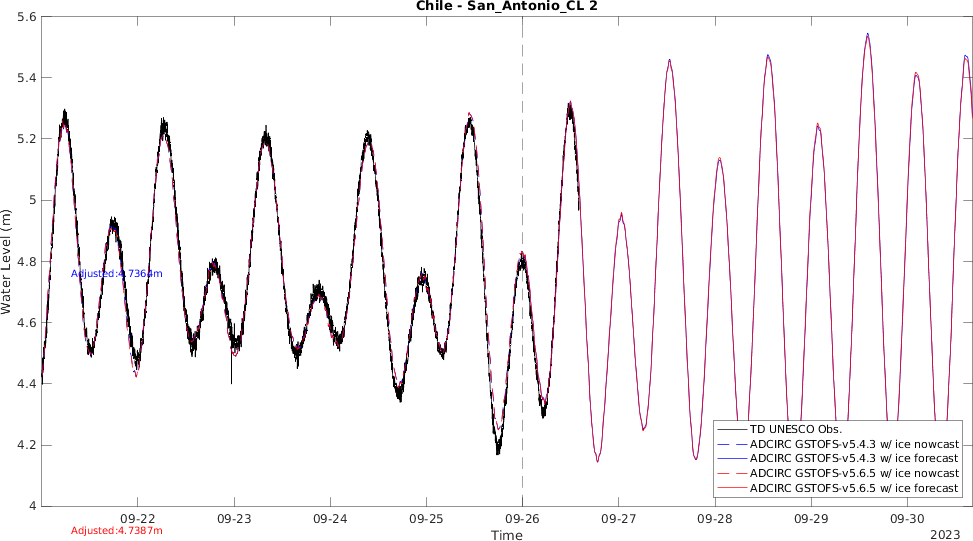 Chile - San_Antonio_CL 2
5.6
5.4
5.2
5
4.8
4.6
4.4
4.2
4
Water Level (m)
Adjusted:4.7364m
Adjusted:4.7387m
TD UNESCO Obs.
ADCIRC GSTOFS-v5.4.3 w/ ice nowcast
ADCIRC GSTOFS-v5.4.3 w/ ice forecast
ADCIRC GSTOFS-v5.6.5 w/ ice nowcast
ADCIRC GSTOFS-v5.6.5 w/ ice forecast
09-22 09-23 09-24 09-25 09-26 09-27 09-28 09-29 09-30
Time
2023